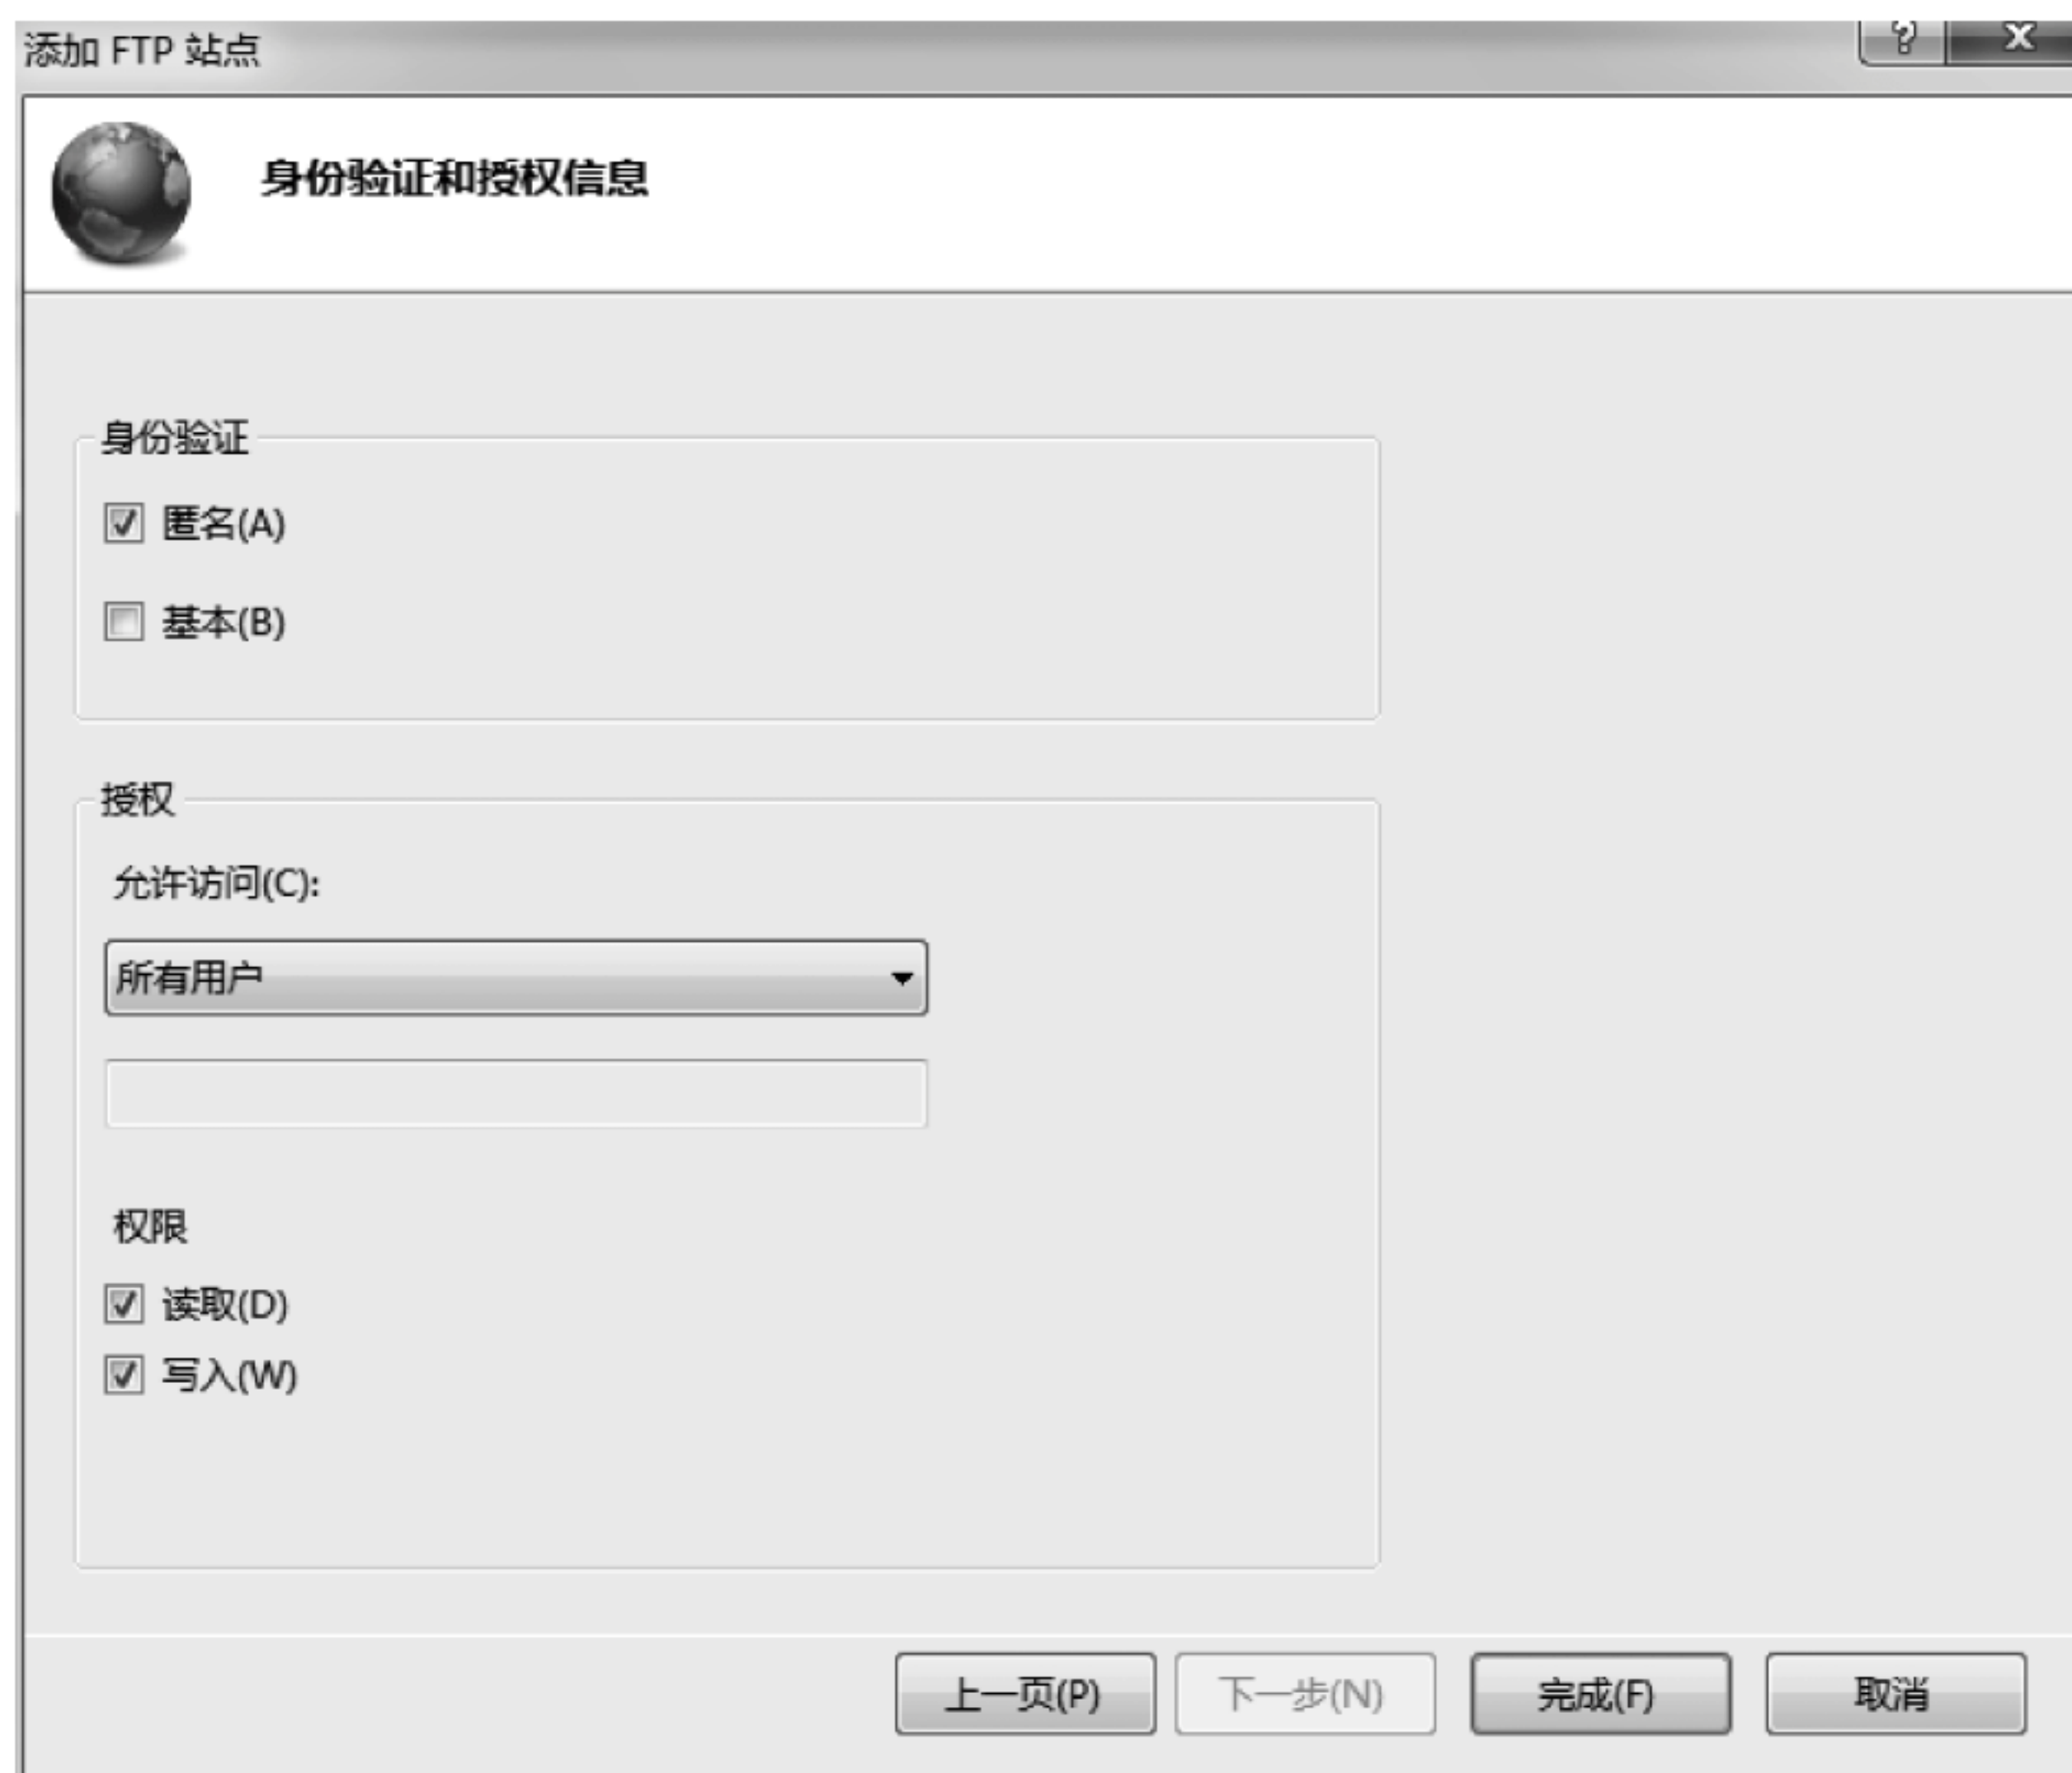 添加 FTP 站点
身份验证和授权信息
身份验证
匿名(A)
基本(B)
授权
允许访问(C):
所有用户
权限
读取(D)
写入(W)
上一页(P) 下一步(N) 完成(F) 取消